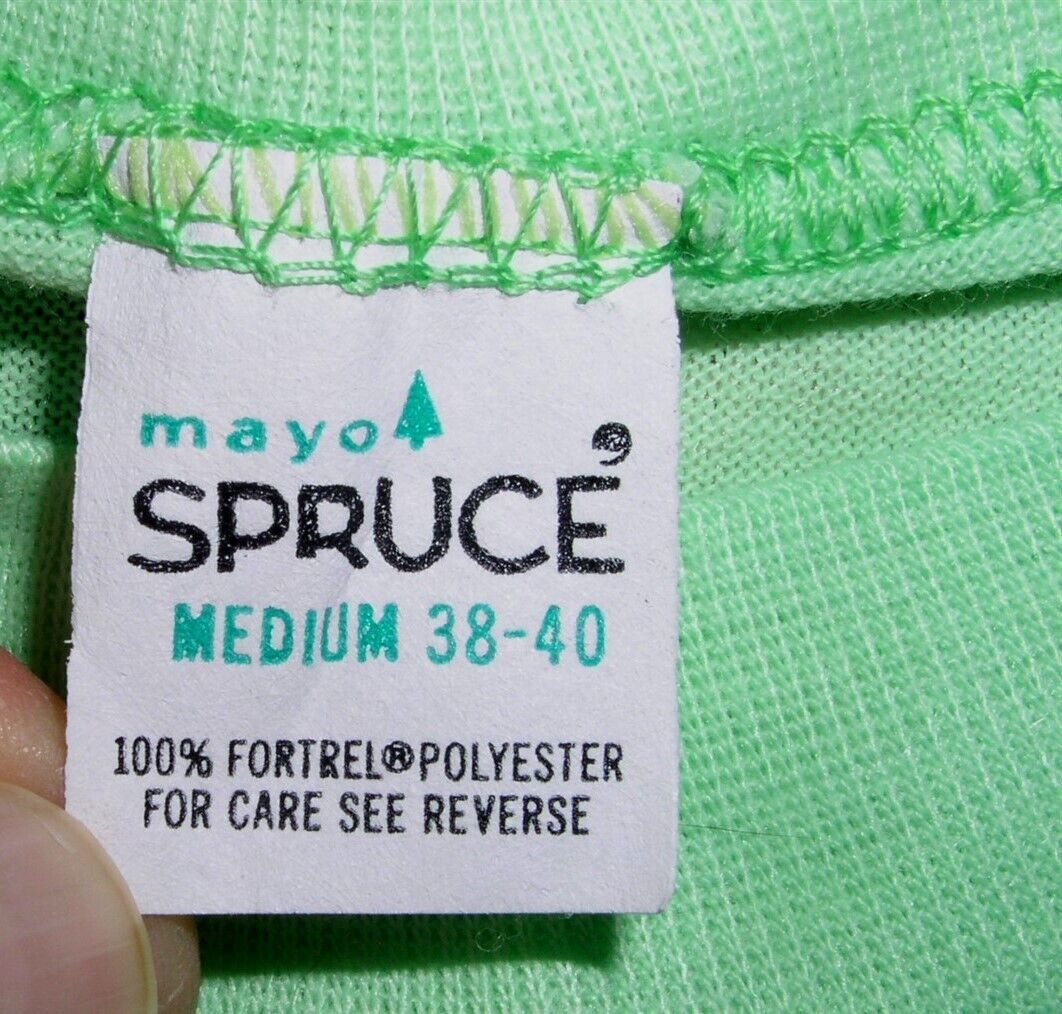 mayo
SPRUCE’
MEDIUM 38-40
100% FORTREL® POLYESTER
FOR CARE SEE REVERSE